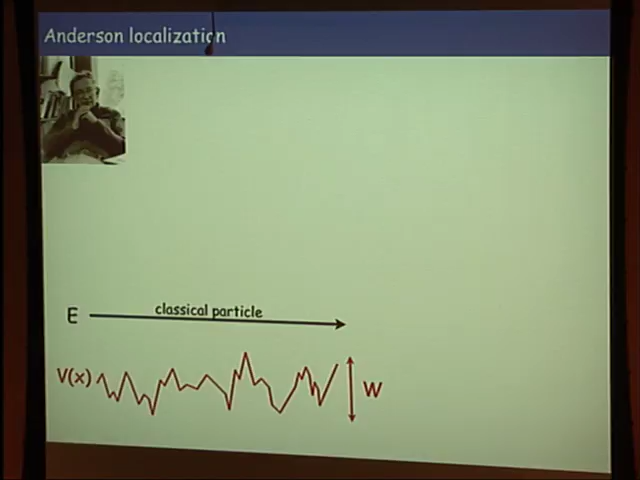 Anderson localization
E
classical particle
V(x)
W